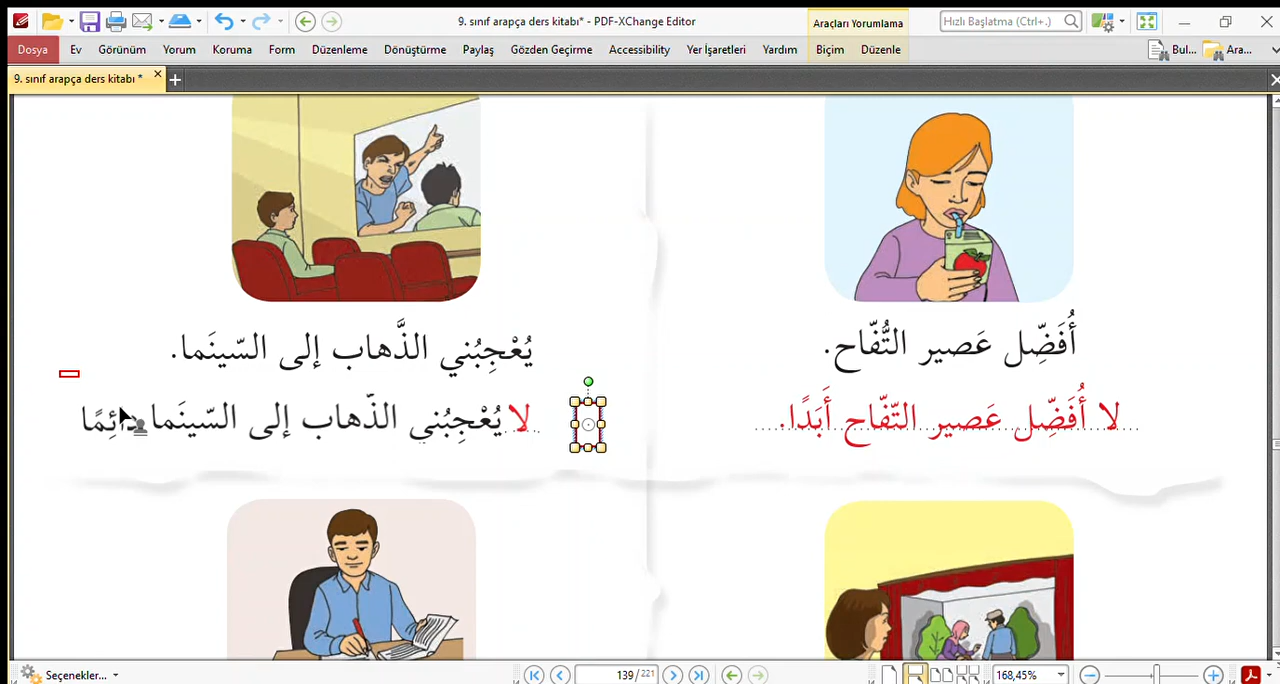 9. sınıf arapça ders kitabı* - PDF-XChange Editor
Araçları Yorumlama
Hızlı Başlatma (Ctrl+.)
Dosya Ev Görünüm Yorum Koruma Form Düzenleme Dönüştürme Paylaş Gözden Geçirme Accessibility Yer İşaretleri Yardım Biçim Düzenle Bul... Ara...
9. sınıf arapça ders kitabı *
أُفَضِّل عَصير التُّفّاح.
لا أُفَضِّل عَصير التّفّاح أَبَدًا.
يُعْجِبُني الذَّهاب إلى السّينَما.
لا يُعْجِبُني الذّهاب إلى السّينَما دائِمًا
Seçenekler...
139 / 221
168,45%